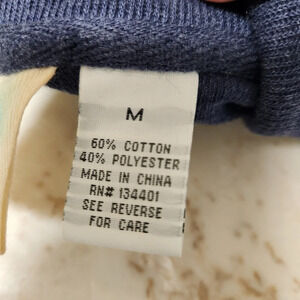 M
60% COTTON
40% POLYESTER
MADE IN CHINA
RN# 134401
SEE REVERSE
FOR CARE